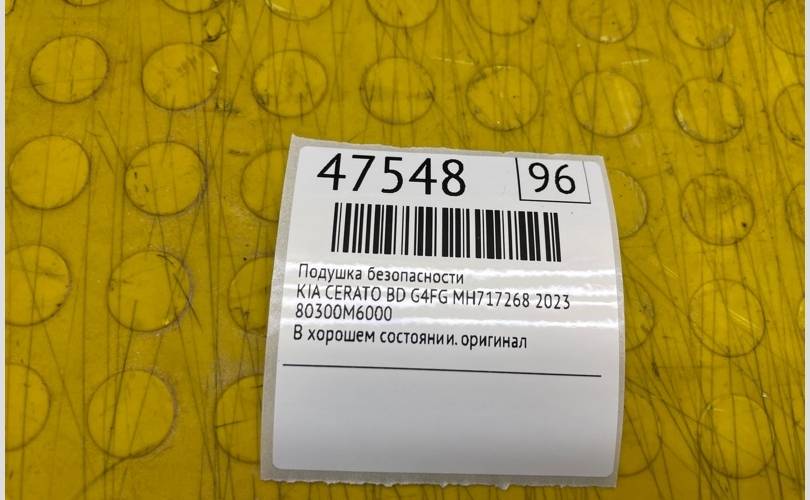 47548 96
Подушка безопасности
KIA CERATO BD G4FG MH717268 2023
80300M6000
В хорошем состоянии. оригинал